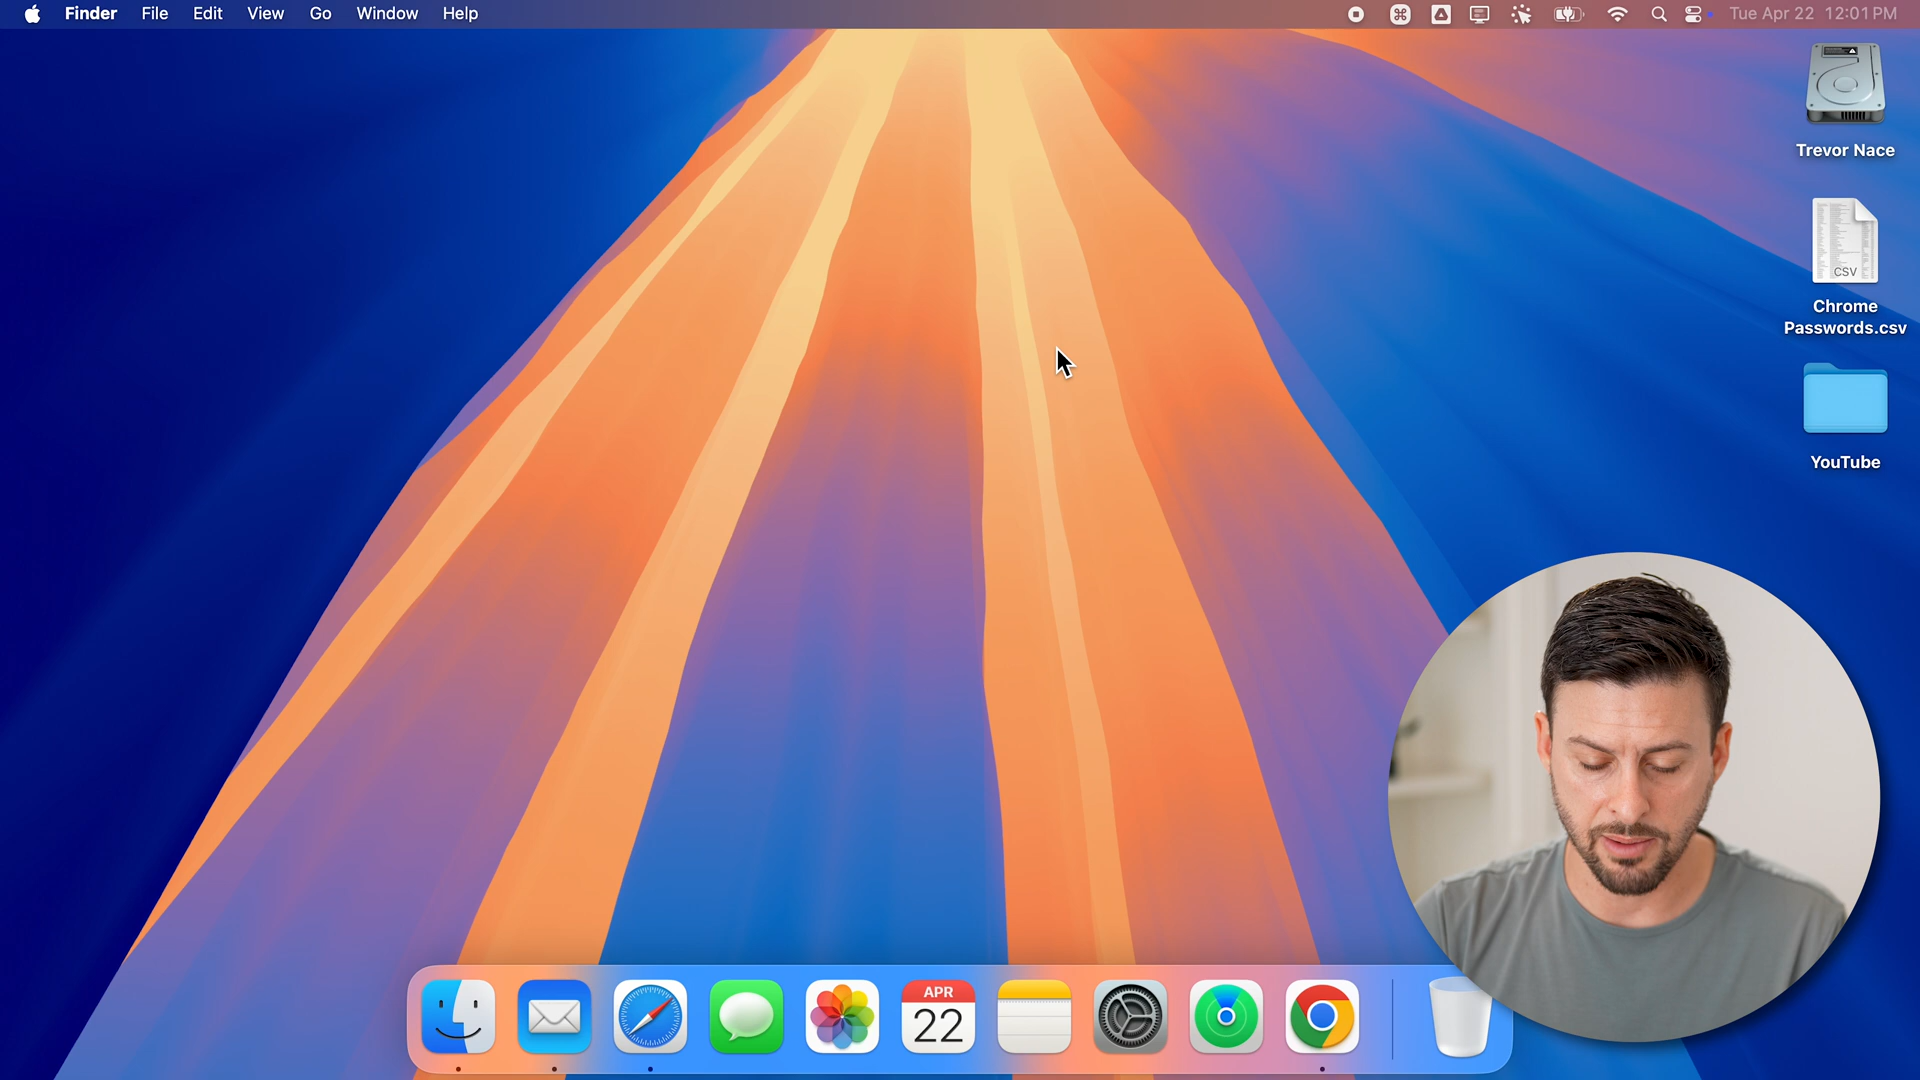 Finder File Edit View Go Window Help Tue Apr 22 12:01 PM
Trevor Nace
CSV
Chrome
Passwords.csv
YouTube
APR
22